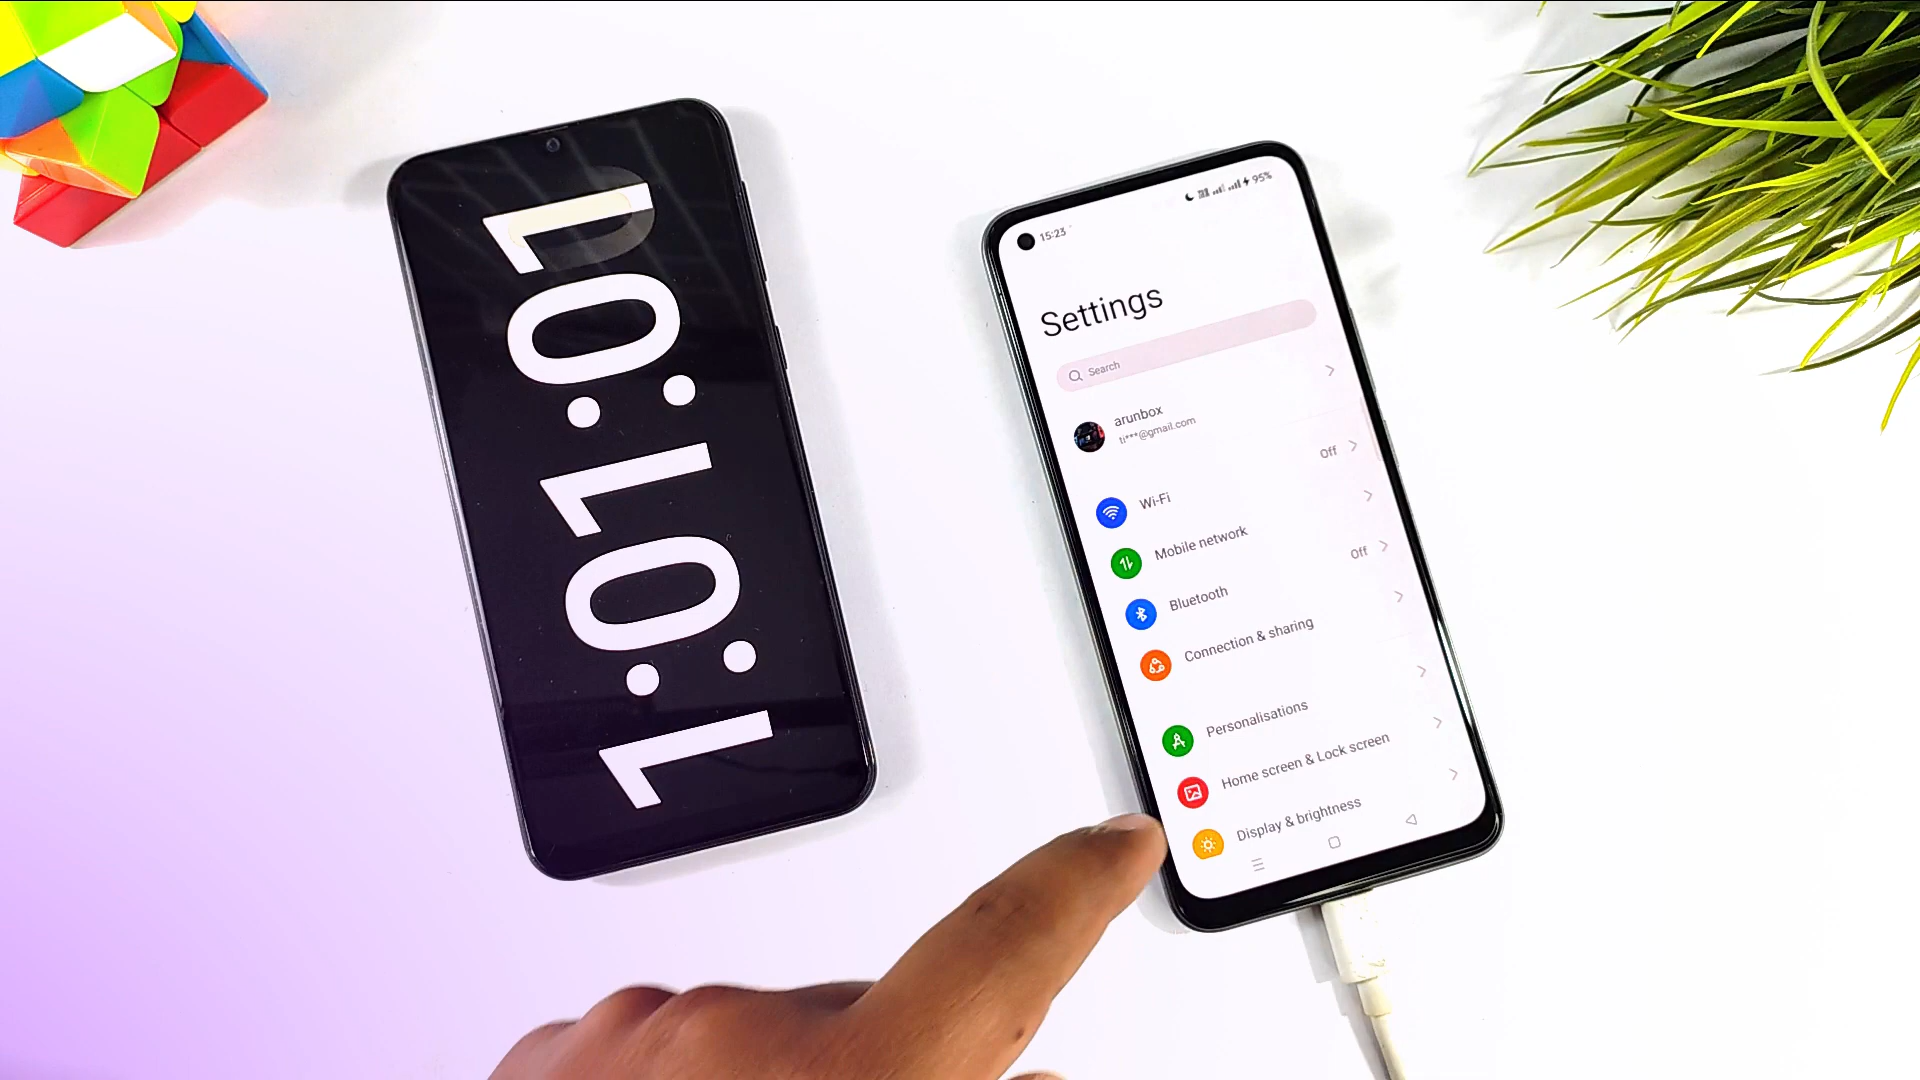 1:01:01
15:23
95%
Settings
Search
arunbox
ti***@gmail.com
Wi-Fi
Off
Mobile network
Bluetooth
Off
Connection & sharing
Personalisations
Home screen & Lock screen
Display & brightness